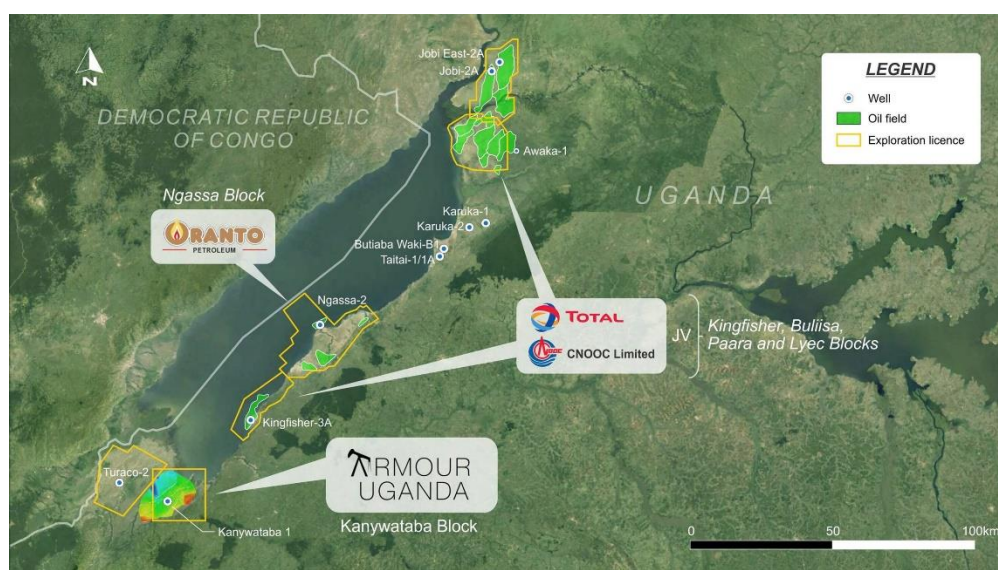 N
DEMOCRATIC REPUBLIC
OF CONGO
Jobi East-2A
Jobi-2A
Awaka-1
LEGEND
Well
Oil field
Exploration licence
UGANDA
Ngassa Block
ORANTO
PETROLEUM
Karuka-1
Karuka-2
Butiaba Waki-B1
Taitai-1/1A
Ngassa-2
TOTAL
CNOOC
CNOOC Limited
JV
Kingfisher, Buliisa,
Paara and Lyec Blocks
Kingfisher-3A
Turaco-2
Kanywataba 1
ARMOUR
UGANDA
Kanywataba Block
0 50 100km